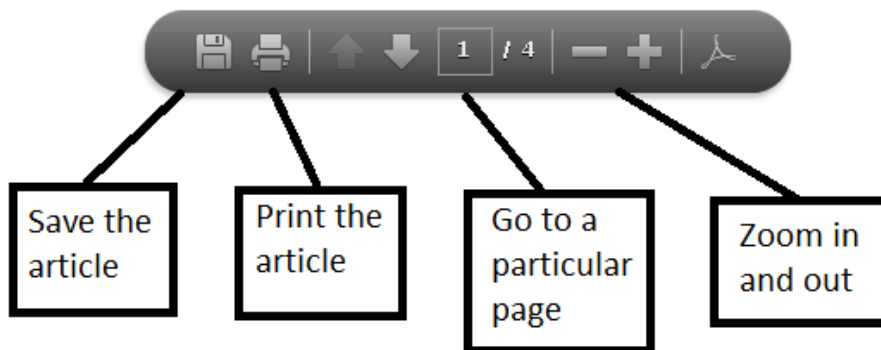 1 / 4
Save the
article
Print the
article
Go to a
particular
page
Zoom in
and out